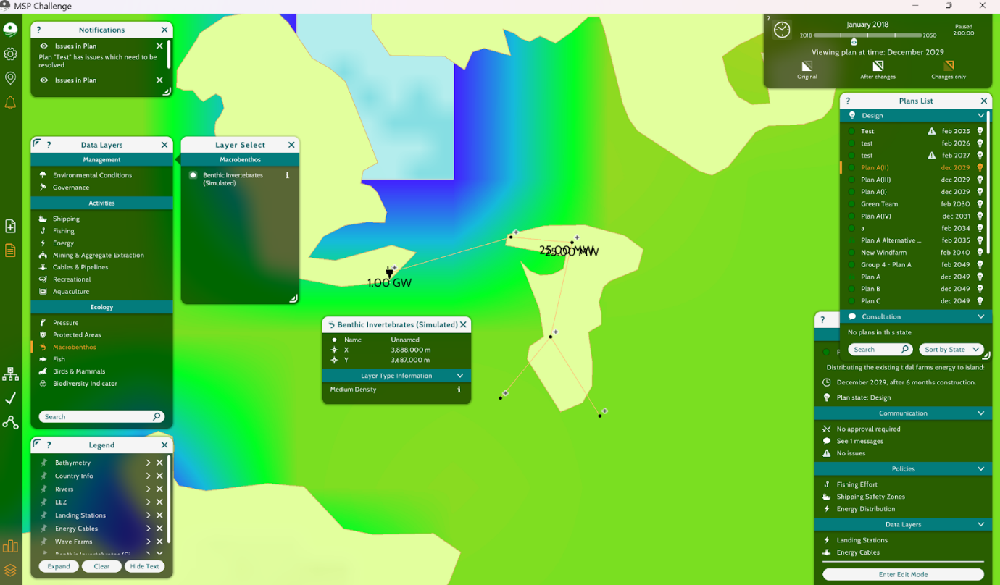 MSP Challenge
? Notifications
Issues in Plan
Plan "Test" has issues which need to be
resolved
Issues in Plan
? Data Layers
Management
Environmental Conditions
Governance
Activities
Shipping
Fishing
Energy
Mining & Aggregate Extraction
Cables & Pipelines
Recreational
Aquaculture
Ecology
Pressure
Protected Areas
Macrobenthos
Fish
Birds & Mammals
Biodiversity Indicator
Search
Layer Select
Macrobenthos
Benthic Invertebrates
(Simulated)
? Legend
Bathymetry
Country Info
Rivers
EEZ
Landing Stations
Energy Cables
Wave Farms
Expand Clear Hide Text
1.00 GW
25.00 MW
25.00 MW
Benthic Invertebrates (Simulated)
Name Unnamed
X 3,888,000 m
Y 3,687,000 m
Layer Type Information
Medium Density
?
January 2018
2018 2050
Paused
2:00:00
Viewing plan at time: December 2029
Original After changes Changes only
? Plans List
Design
Test feb 2025
test feb 2026
test feb 2027
Plan A(II) dec 2029
Plan A(III) dec 2029
Plan A(I) dec 2029
Green Team feb 2030
Plan A(IV) dec 2031
a feb 2034
Plan A Alternative ... feb 2035
New Windfarm feb 2040
Group 4 - Plan A feb 2049
Plan A dec 2049
Plan B dec 2049
Plan C dec 2049
Consultation
No plans in this state
Search Sort by State
?
Distributing the existing tidal farms energy to island:
December 2029, after 6 months construction.
Plan state: Design
Communication
No approval required
See 1 messages
No issues
Policies
Fishing Effort
Shipping Safety Zones
Energy Distribution
Data Layers
Landing Stations
Energy Cables
Enter Edit Mode